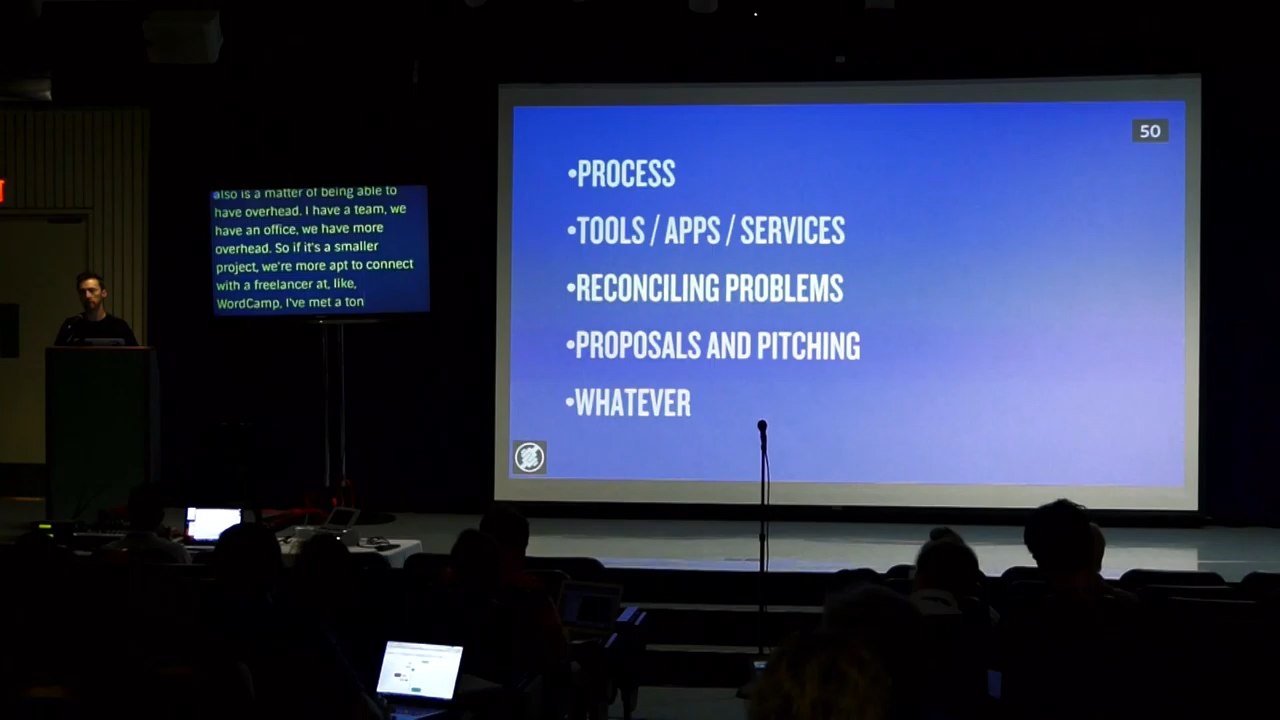 also is a matter of being able to
have overhead. I have a team, we
have an office, we have more
overhead. So if it's a smaller
project, we're more apt to connect
with a freelancer at, like,
WordCamp, I've met a ton
50
•PROCESS
•TOOLS / APPS / SERVICES
•RECONCILING PROBLEMS
•PROPOSALS AND PITCHING
•WHATEVER